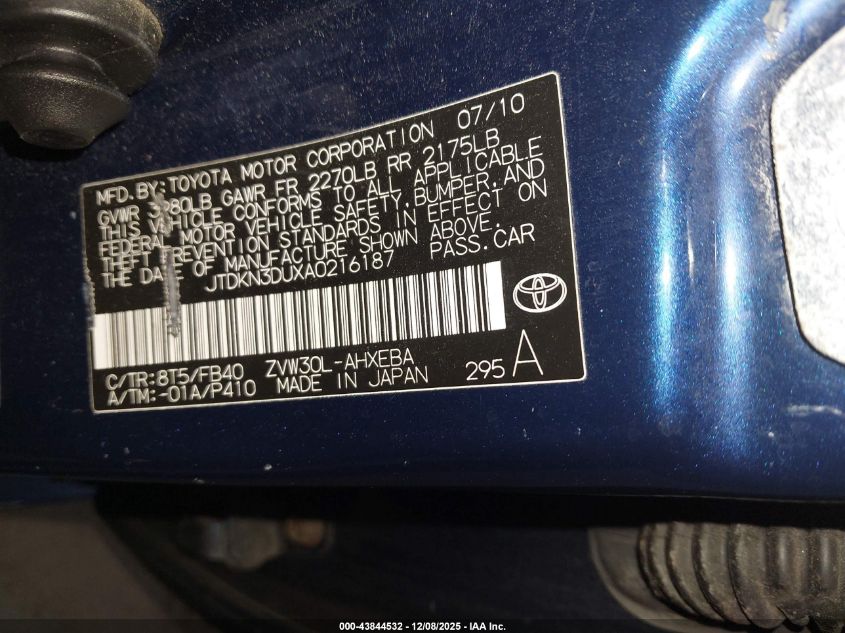 MFD. BY: TOYOTA MOTOR CORPORATION 07/10
GVWR 3980LB GAWR FR 2270LB RR 2175LB
THIS VEHICLE CONFORMS TO ALL APPLICABLE
FEDERAL MOTOR VEHICLE SAFETY, BUMPER, AND
THEFT PREVENTION STANDARDS IN EFFECT ON
THE DATE OF MANUFACTURE SHOWN ABOVE.
JTDKN3DUXA0216187 PASS. CAR
C/TR: 8T5/FB40 ZVW30L-AHXEBA
A/TM: -01A/P410 MADE IN JAPAN 295 A
000-43844532 - 12/08/2025 - IAA Inc.